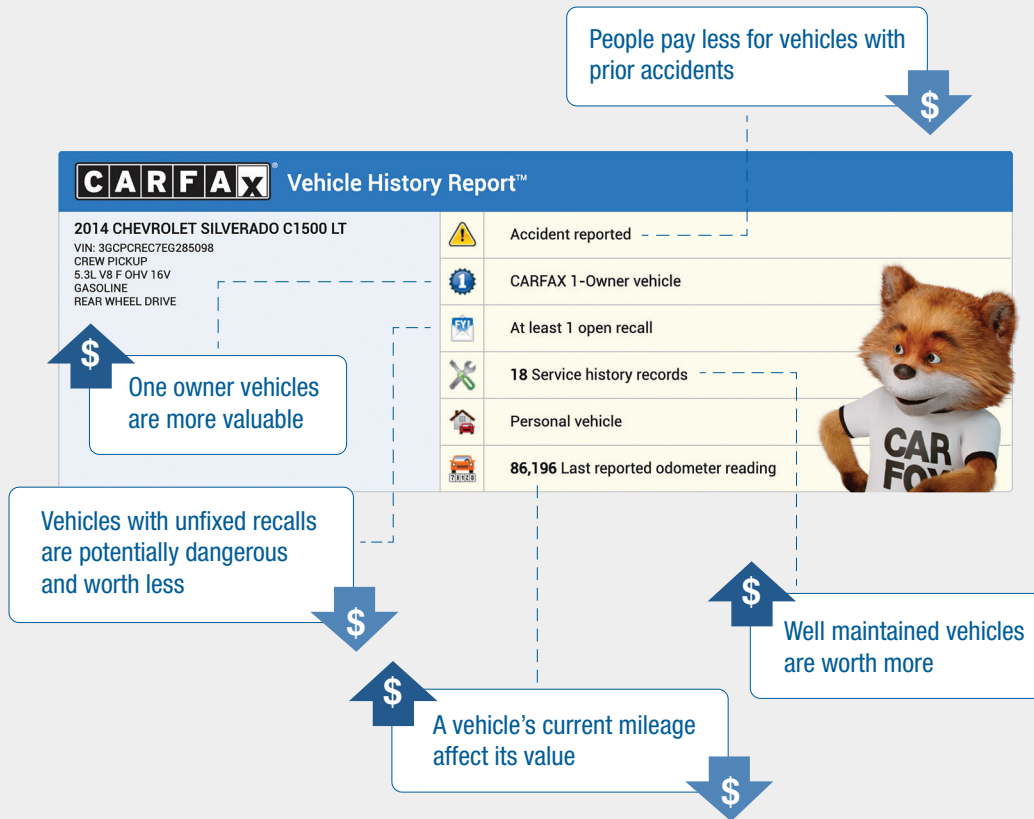 People pay less for vehicles with
prior accidents
$
CARFAX® Vehicle History Report™
2014 CHEVROLET SILVERADO C1500 LT
VIN: 3GCPCREC7EG285098
CREW PICKUP
5.3L V8 F OHV 16V
GASOLINE
REAR WHEEL DRIVE
Accident reported
1
CARFAX 1-Owner vehicle
FYI
At least 1 open recall
18 Service history records
Personal vehicle
86,196 Last reported odometer reading
CAR
FOX
$
One owner vehicles
are more valuable
Vehicles with unfixed recalls
are potentially dangerous
and worth less
$
$
Well maintained vehicles
are worth more
$
A vehicle’s current mileage
affect its value
$